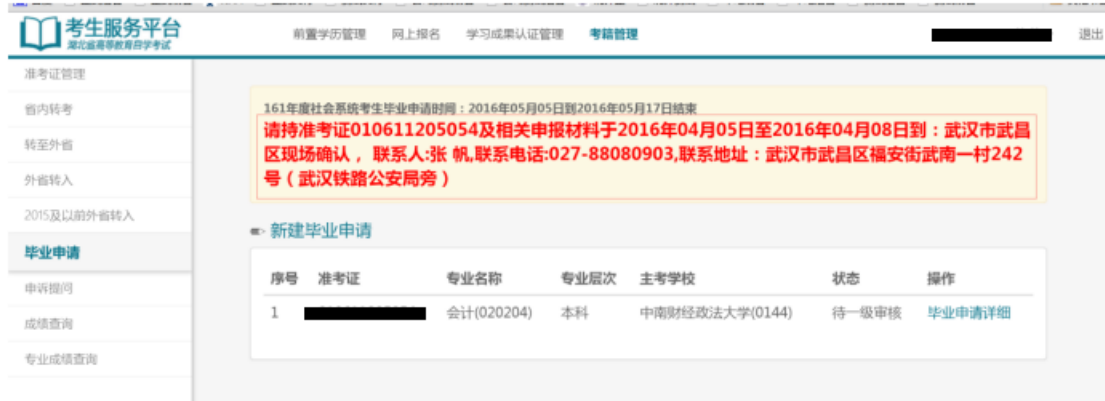 考生服务平台
湖北省高等教育自学考试
前置学历管理 网上报名 学习成果认证管理 考籍管理 退出
准考证管理
省内转考
转至外省
外省转入
2015及以前外省转入
毕业申请
申诉提问
成绩查询
专业成绩查询
161年度社会系统考生毕业申请时间：2016年05月05日到2016年05月17日结束
请持准考证010611205054及相关申报材料于2016年04月05日至2016年04月08日到：武汉市武昌
区现场确认， 联系人:张 帆,联系电话:027-88080903,联系地址：武汉市武昌区福安街武南一村242
号（武汉铁路公安局旁）
新建毕业申请
序号 准考证 专业名称 专业层次 主考学校 状态 操作
1 会计(020204) 本科 中南财经政法大学(0144) 待一级审核 毕业申请详细